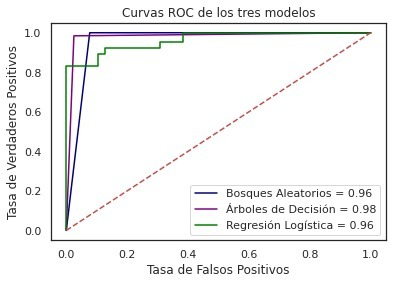 Curvas ROC de los tres modelos
Tasa de Verdaderos Positivos
1.0
0.8
0.6
0.4
0.2
0.0
Bosques Aleatorios = 0.96
Árboles de Decisión = 0.98
Regresión Logística = 0.96
0.0 0.2 0.4 0.6 0.8 1.0
Tasa de Falsos Positivos